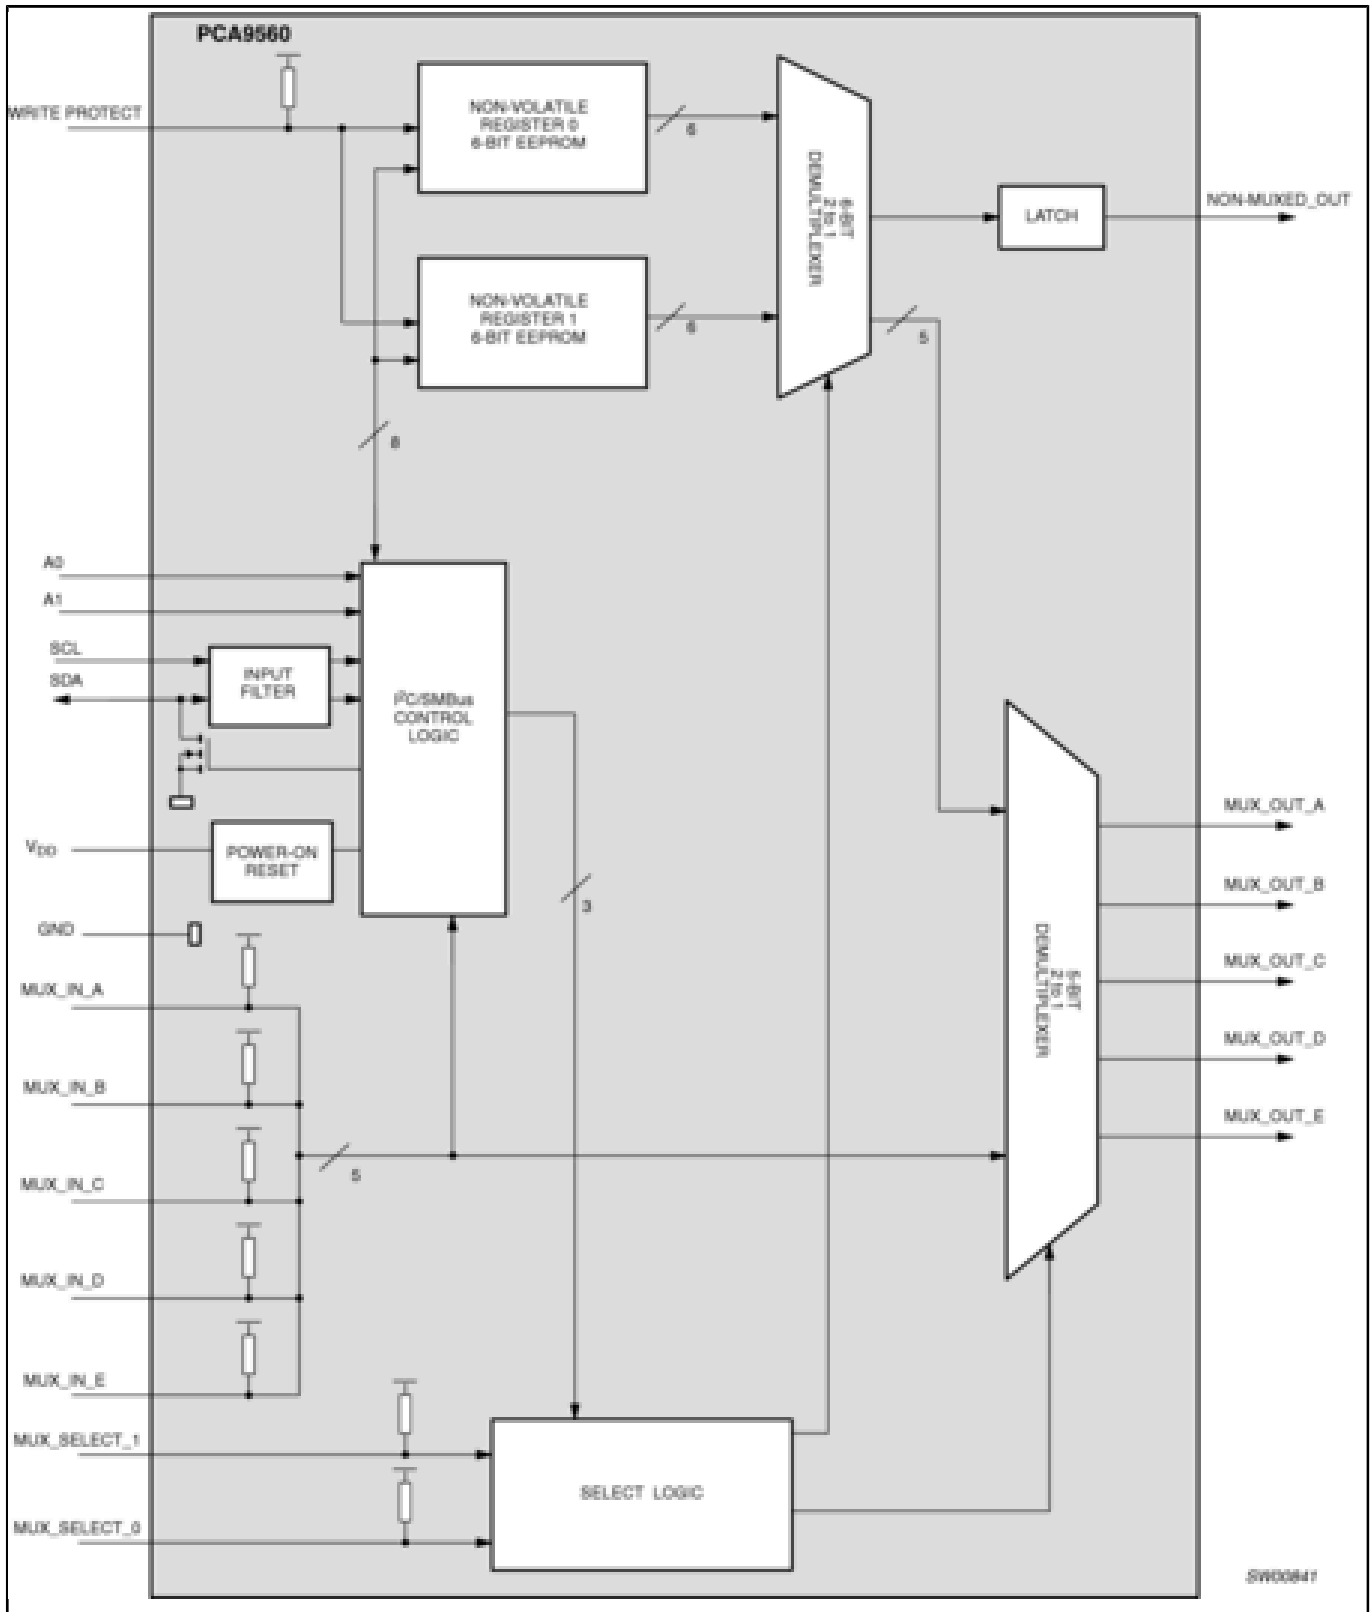 PCA9560
WRITE PROTECT
NON-VOLATILE
REGISTER 0
6-BIT EEPROM
6
6-BIT
2 to 1
DEMULTIPLEXER
LATCH
NON-MUXED_OUT
NON-VOLATILE
REGISTER 1
6-BIT EEPROM
6
5
8
A0
A1
SCL
SDA
INPUT
FILTER
I²C/SMBus
CONTROL
LOGIC
VDD
POWER-ON
RESET
3
GND
MUX_IN_A
MUX_IN_B
MUX_IN_C
MUX_IN_D
MUX_IN_E
5
5-BIT
2 to 1
DEMULTIPLEXER
MUX_OUT_A
MUX_OUT_B
MUX_OUT_C
MUX_OUT_D
MUX_OUT_E
MUX_SELECT_1
MUX_SELECT_0
SELECT LOGIC
SW00841